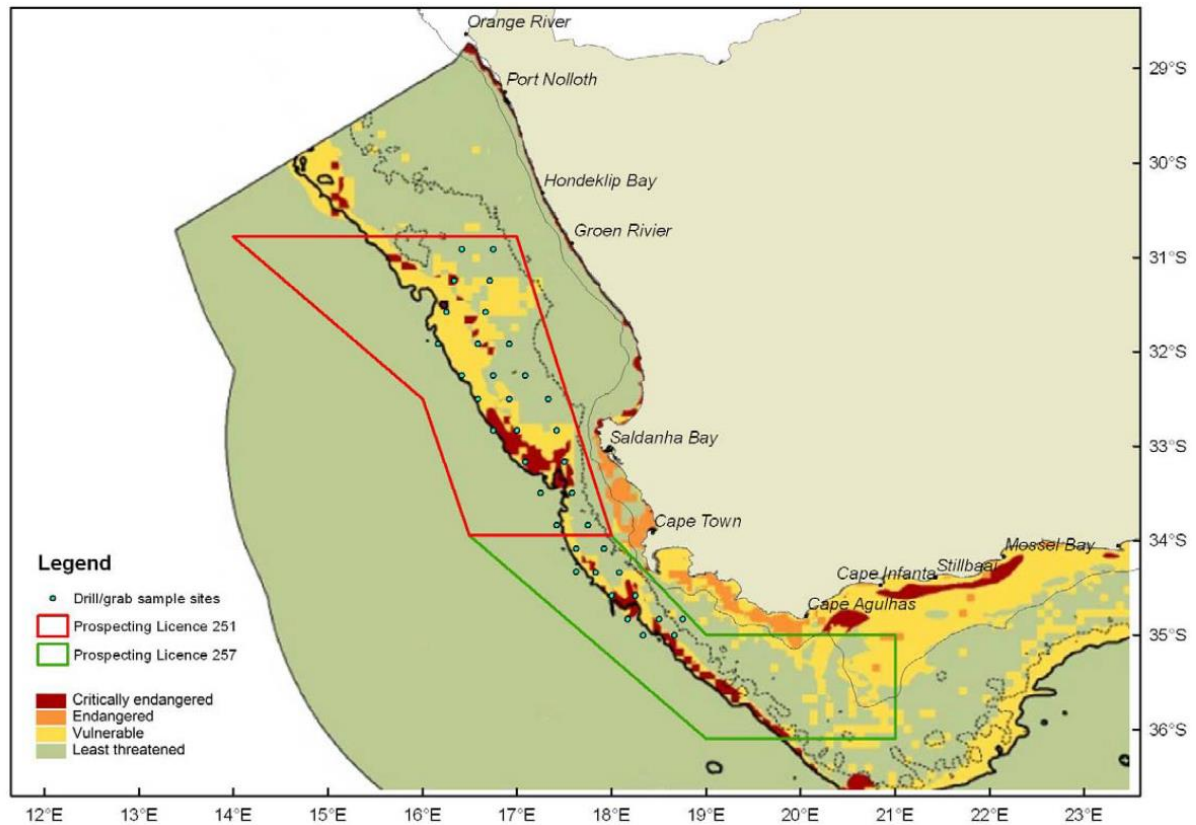 Orange River
Port Nolloth
Hondeklip Bay
Groen Rivier
Saldanha Bay
Cape Town
Mossel Bay
Stillbaai
Cape Infanta
Cape Agulhas
29°S
30°S
31°S
32°S
33°S
34°S
35°S
36°S
Legend
Drill/grab sample sites
Prospecting Licence 251
Prospecting Licence 257
Critically endangered
Endangered
Vulnerable
Least threatened
12°E 13°E 14°E 15°E 16°E 17°E 18°E 19°E 20°E 21°E 22°E 23°E